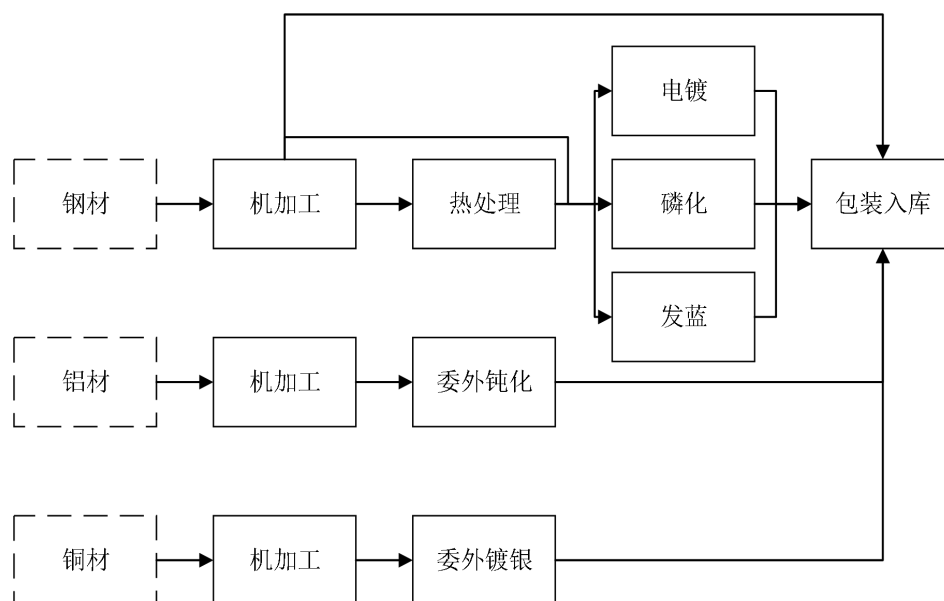 电镀
钢材
机加工
热处理
磷化
包装入库
发蓝
铝材
机加工
委外钝化
铜材
机加工
委外镀银